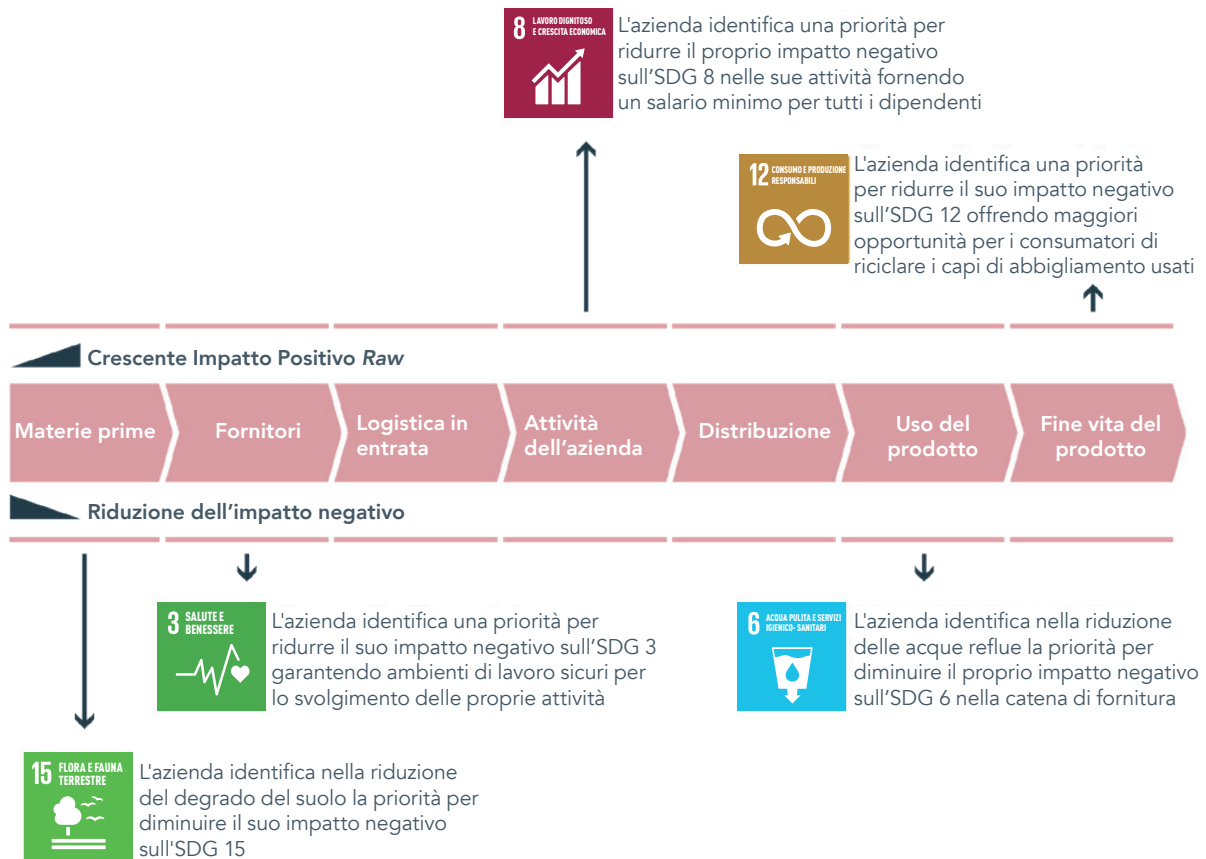 8 LAVORO DIGNITOSO
E CRESCITA ECONOMICA
L'azienda identifica una priorità per
ridurre il proprio impatto negativo
sull'SDG 8 nelle sue attività fornendo
un salario minimo per tutti i dipendenti
12 CONSUMO E PRODUZIONE
RESPONSABILI
L'azienda identifica una priorità
per ridurre il suo impatto negativo
sull'SDG 12 offrendo maggiori
opportunità per i consumatori di
riciclare i capi di abbigliamento usati
Crescente Impatto Positivo Raw
Materie prime
Fornitori
Logistica in
entrata
Attività
dell'azienda
Distribuzione
Uso del
prodotto
Fine vita del
prodotto
Riduzione dell'impatto negativo
3 SALUTE E
BENESSERE
L'azienda identifica una priorità per
ridurre il suo impatto negativo sull'SDG 3
garantendo ambienti di lavoro sicuri per
lo svolgimento delle proprie attività
6 ACQUA PULITA E SERVIZI
IGIENICO- SANITARI
L'azienda identifica nella riduzione
delle acque reflue la priorità per
diminuire il proprio impatto negativo
sull'SDG 6 nella catena di fornitura
15 FLORA E FAUNA
TERRESTRE
L'azienda identifica nella riduzione
del degrado del suolo la priorità per
diminuire il suo impatto negativo
sull'SDG 15